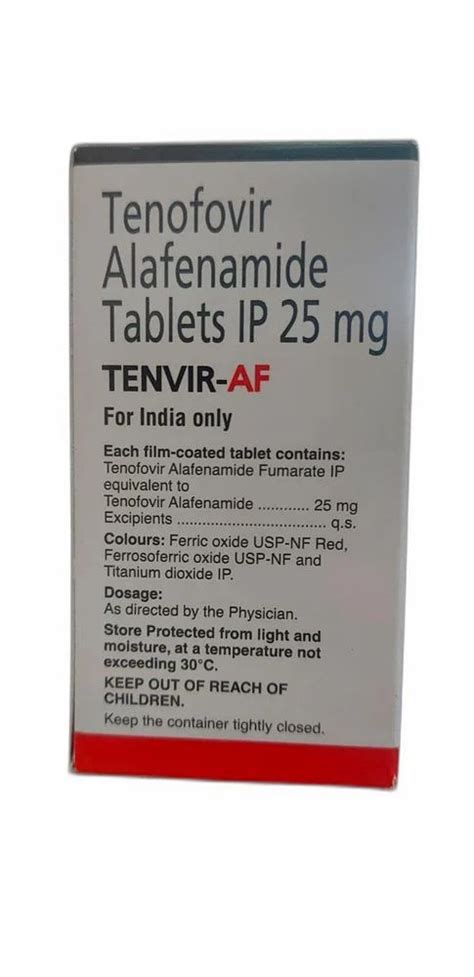 Tenofovir
Alafenamide
Tablets IP 25 mg
TENVIR-AF
For India only
Each film-coated tablet contains:
Tenofovir Alafenamide Fumarate IP
equivalent to
Tenofovir Alafenamide ............ 25 mg
Excipients ................................... q.s.
Colours: Ferric oxide USP-NF Red,
Ferrosoferric oxide USP-NF and
Titanium dioxide IP.
Dosage:
As directed by the Physician.
Store Protected from light and
moisture, at a temperature not
exceeding 30°C.
KEEP OUT OF REACH OF
CHILDREN.
Keep the container tightly closed.